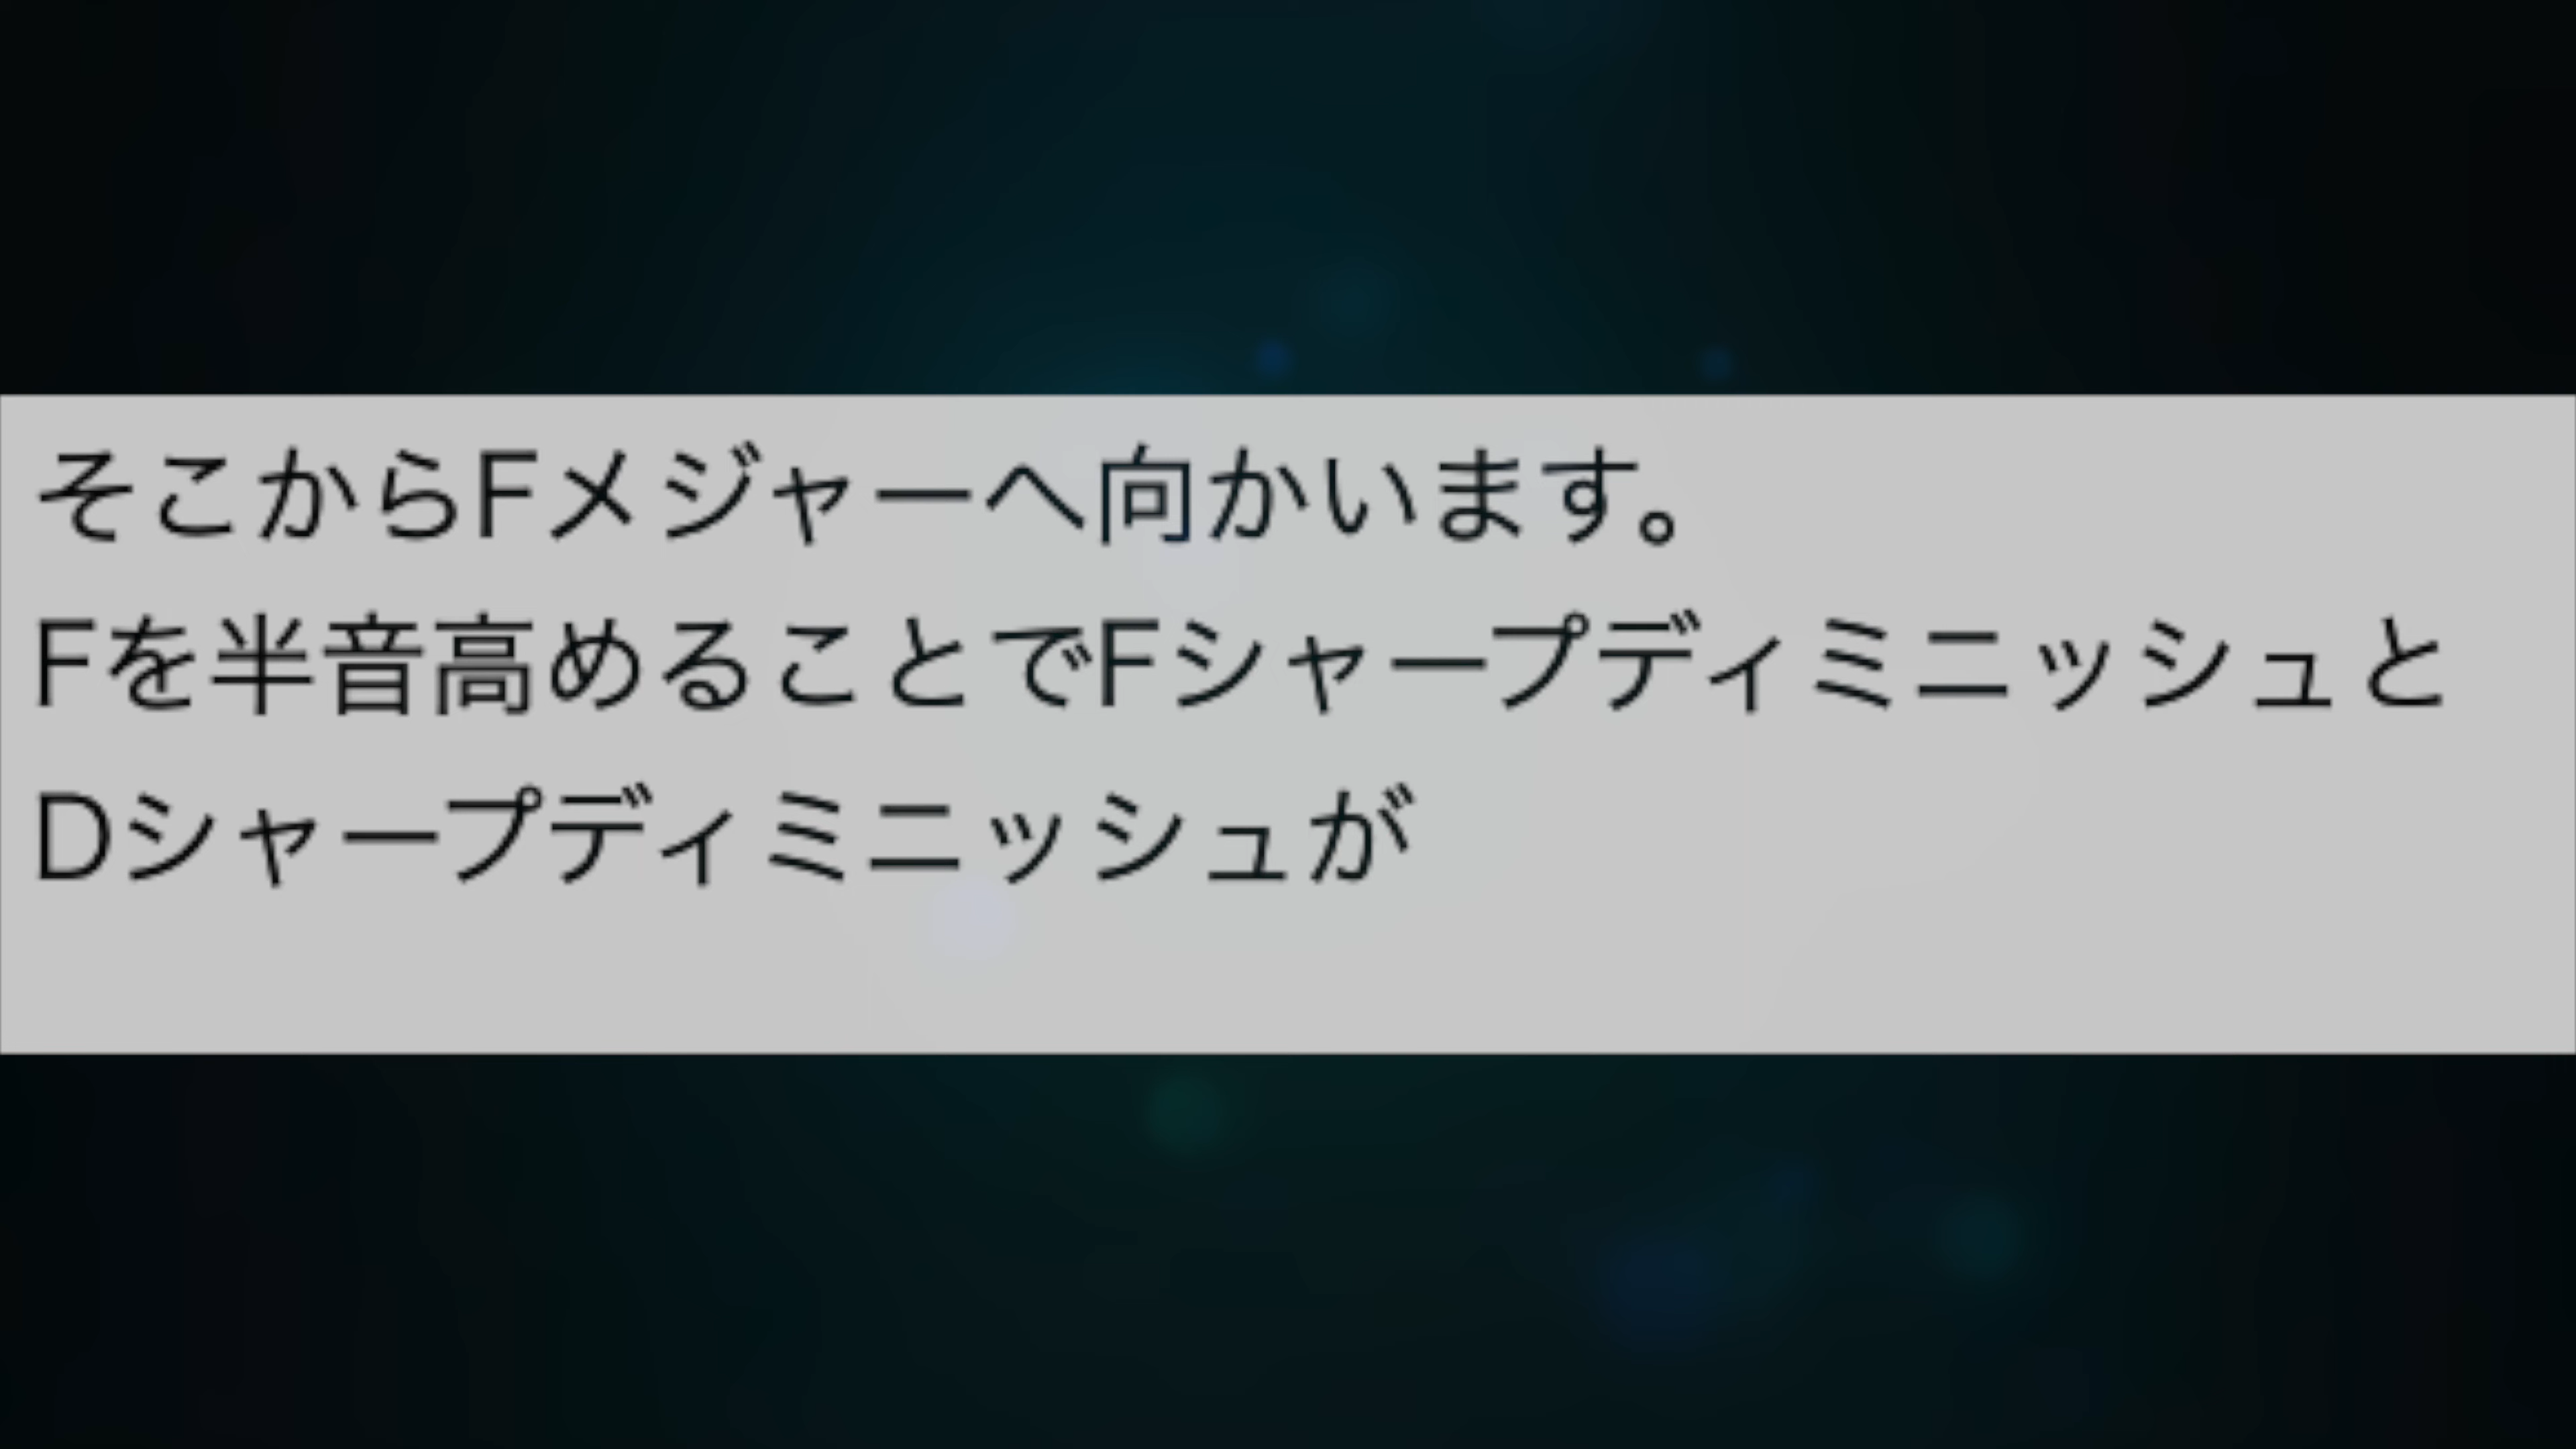 そこからFメジャーへ向かいます。
Fを半音高めることでFシャープディミニッシュと
Dシャープディミニッシュが